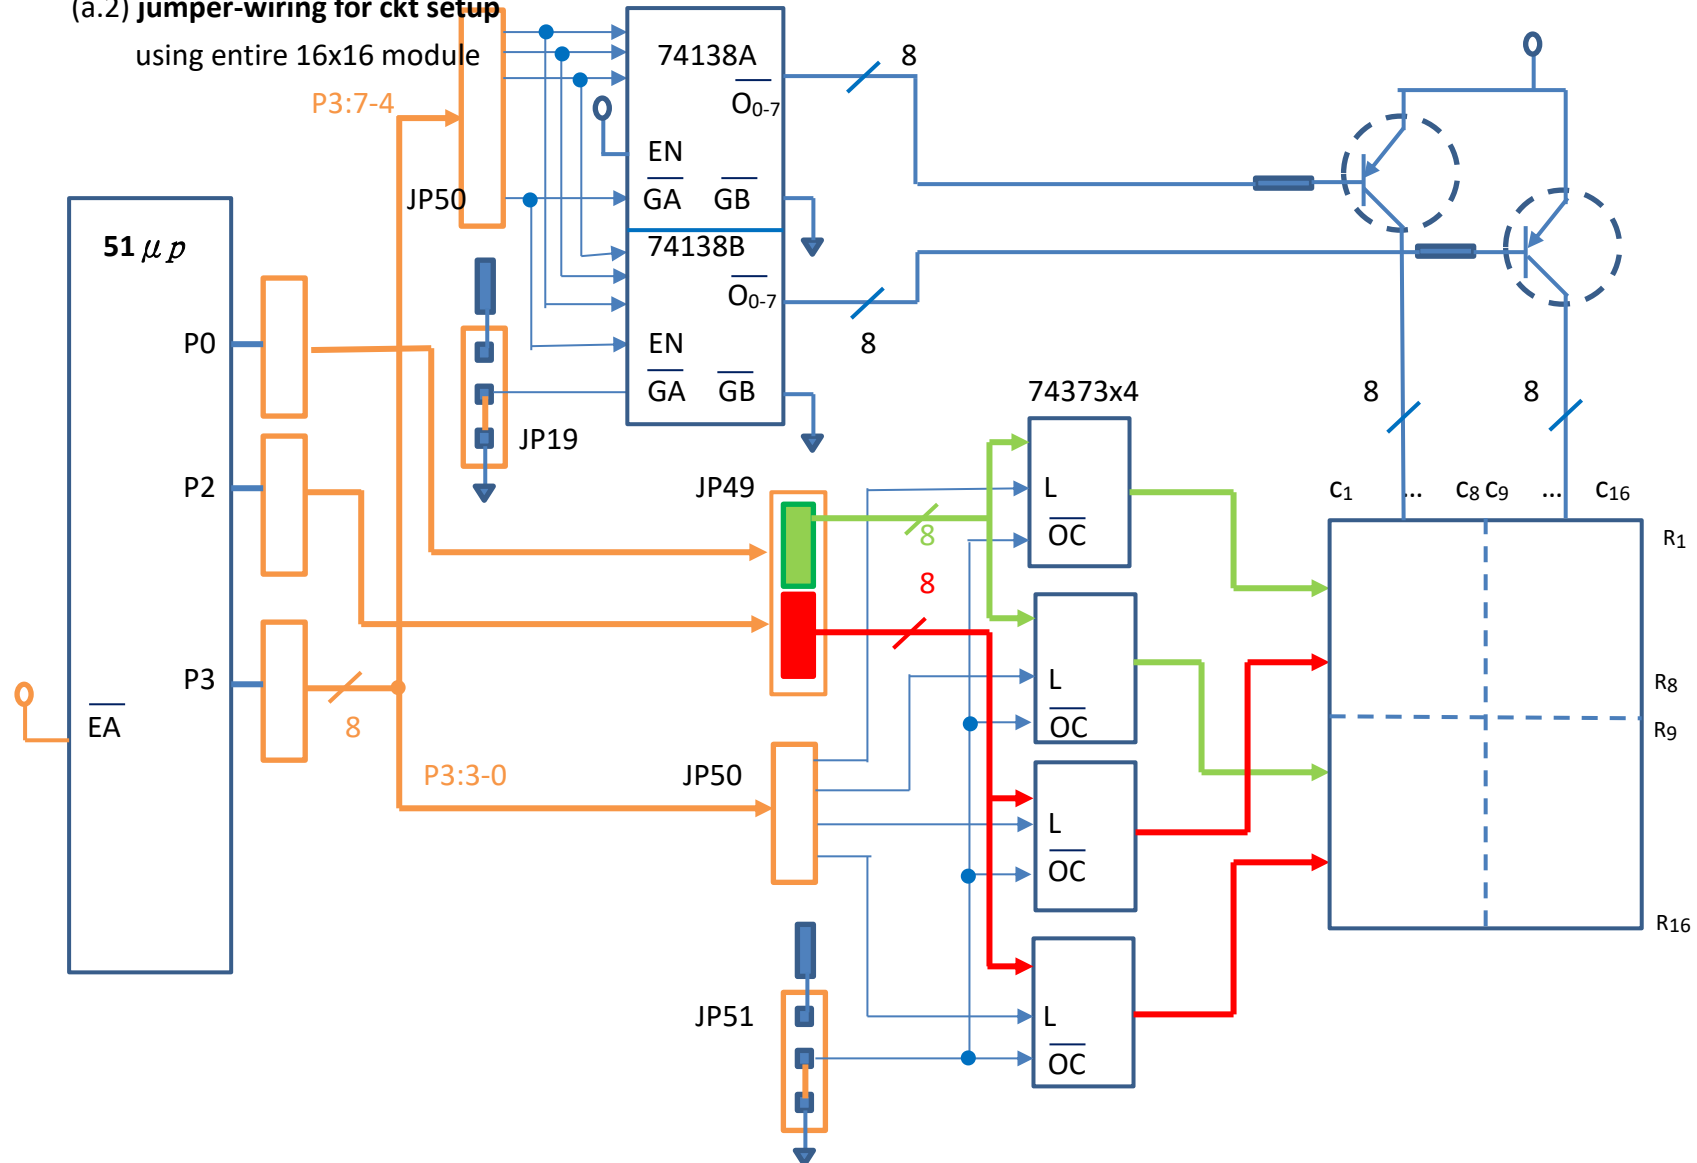 (a.2) jumper-wiring for ckt setup
using entire 16x16 module
74138A
8
O0-7
P3:7-4
EN
JP50
GA GB
51 μ p
74138B
O0-7
P0
EN
8
GA GB
74373x4
8
8
JP19
P2
JP49
L
C1 ... C8 C9 ... C16
8
OC
R1
8
P3
L
R8
EA
8
OC
R9
P3:3-0
JP50
L
OC
R16
JP51
L
OC